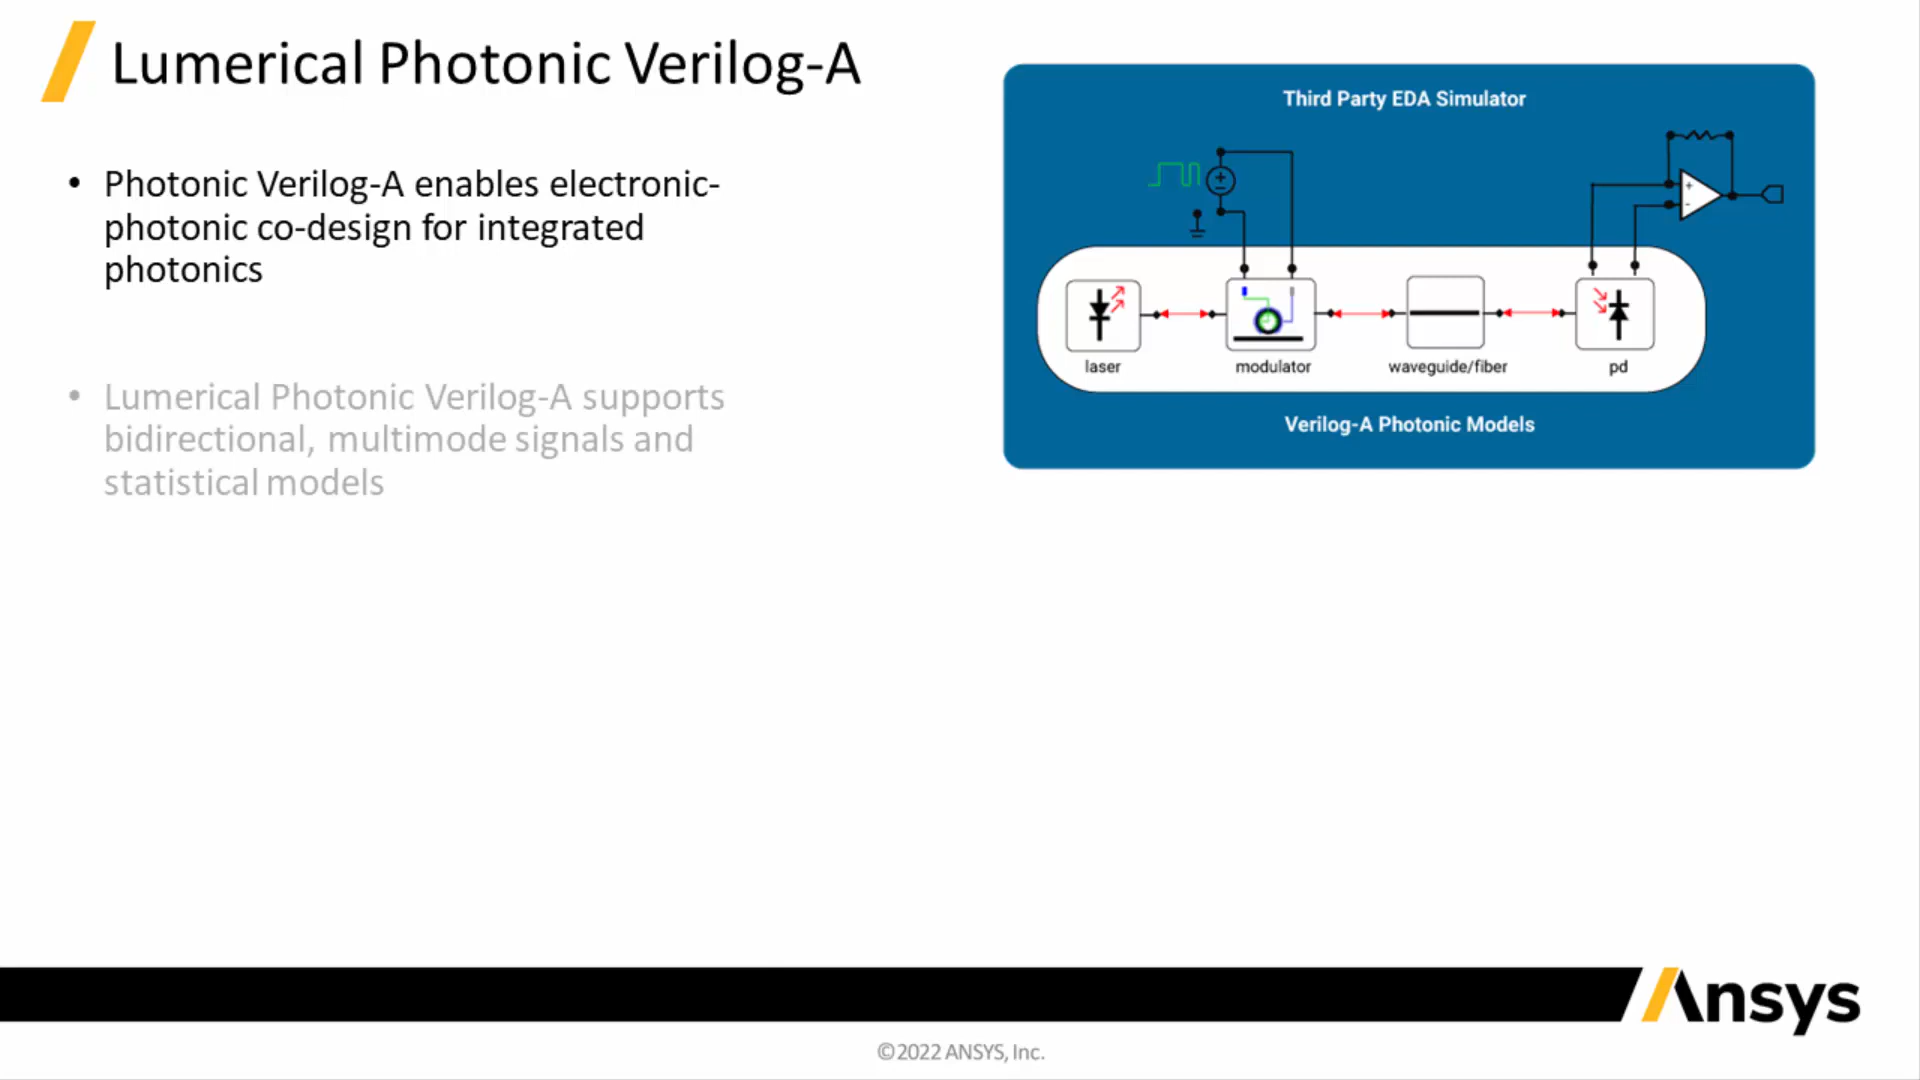 Lumerical Photonic Verilog-A
• Photonic Verilog-A enables electronic-
photonic co-design for integrated
photonics
• Lumerical Photonic Verilog-A supports
bidirectional, multimode signals and
statistical models
Third Party EDA Simulator
laser
modulator
waveguide/fiber
pd
Verilog-A Photonic Models
Ansys
©2022 ANSYS, Inc.